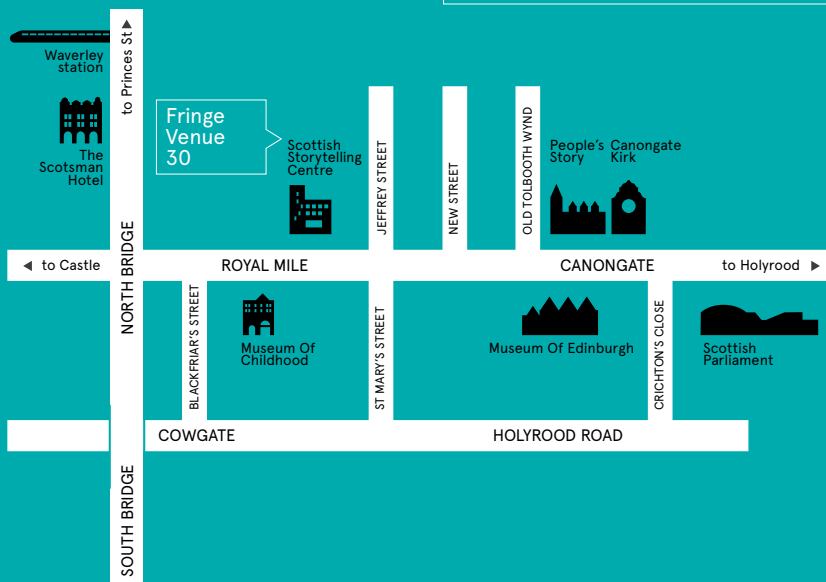 to Princes St ▲
Waverley
station
The
Scotsman
Hotel
Fringe
Venue
30
Scottish
Storytelling
Centre
JEFFREY STREET
NEW STREET
OLD TOLBOOTH WYND
People's
Story
Canongate
Kirk
◀ to Castle
NORTH BRIDGE
ROYAL MILE
CANONGATE
to Holyrood ▶
BLACKFRIAR'S STREET
Museum Of
Childhood
ST MARY'S STREET
Museum Of Edinburgh
CRICHTON'S CLOSE
Scottish
Parliament
COWGATE
HOLYROOD ROAD
SOUTH BRIDGE